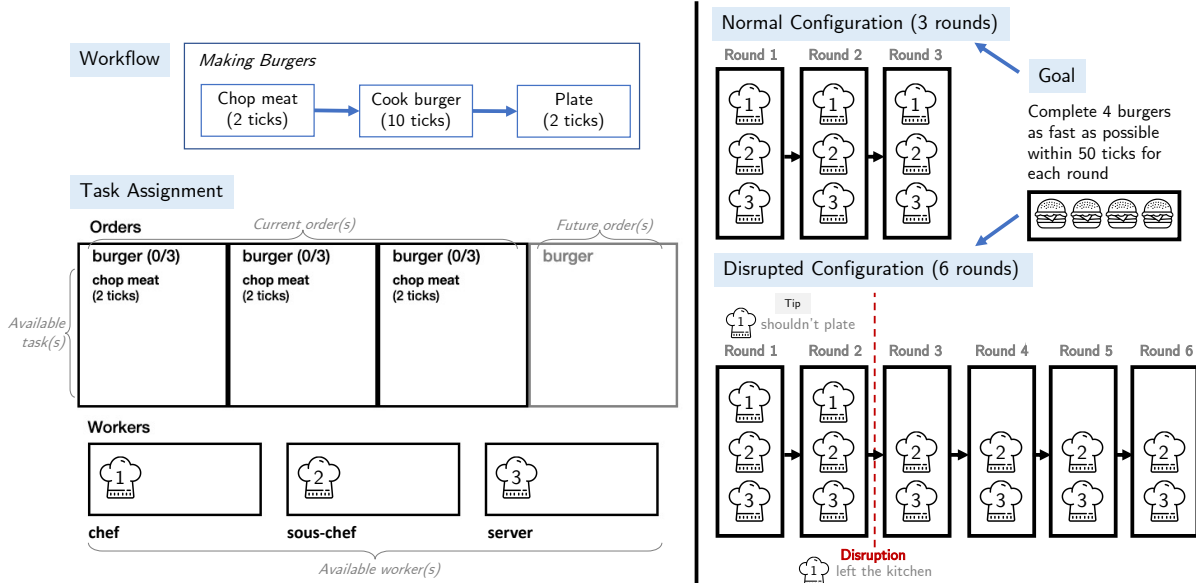 Workflow
Making Burgers
Chop meat
(2 ticks)
Cook burger
(10 ticks)
Plate
(2 ticks)
Task Assignment
Orders
Current order(s)
Future order(s)
burger (0/3)
chop meat
(2 ticks)
burger (0/3)
chop meat
(2 ticks)
burger (0/3)
chop meat
(2 ticks)
burger
Available
task(s)
Workers
1
2
3
chef
sous-chef
server
Available worker(s)
Normal Configuration (3 rounds)
Round 1
Round 2
Round 3
1
1
1
2
2
2
3
3
3
Goal
Complete 4 burgers
as fast as possible
within 50 ticks for
each round
Disrupted Configuration (6 rounds)
Tip
1
shouldn't plate
Round 1
Round 2
Round 3
Round 4
Round 5
Round 6
1
1
2
2
2
2
2
2
3
3
3
3
3
3
Disruption
1
left the kitchen